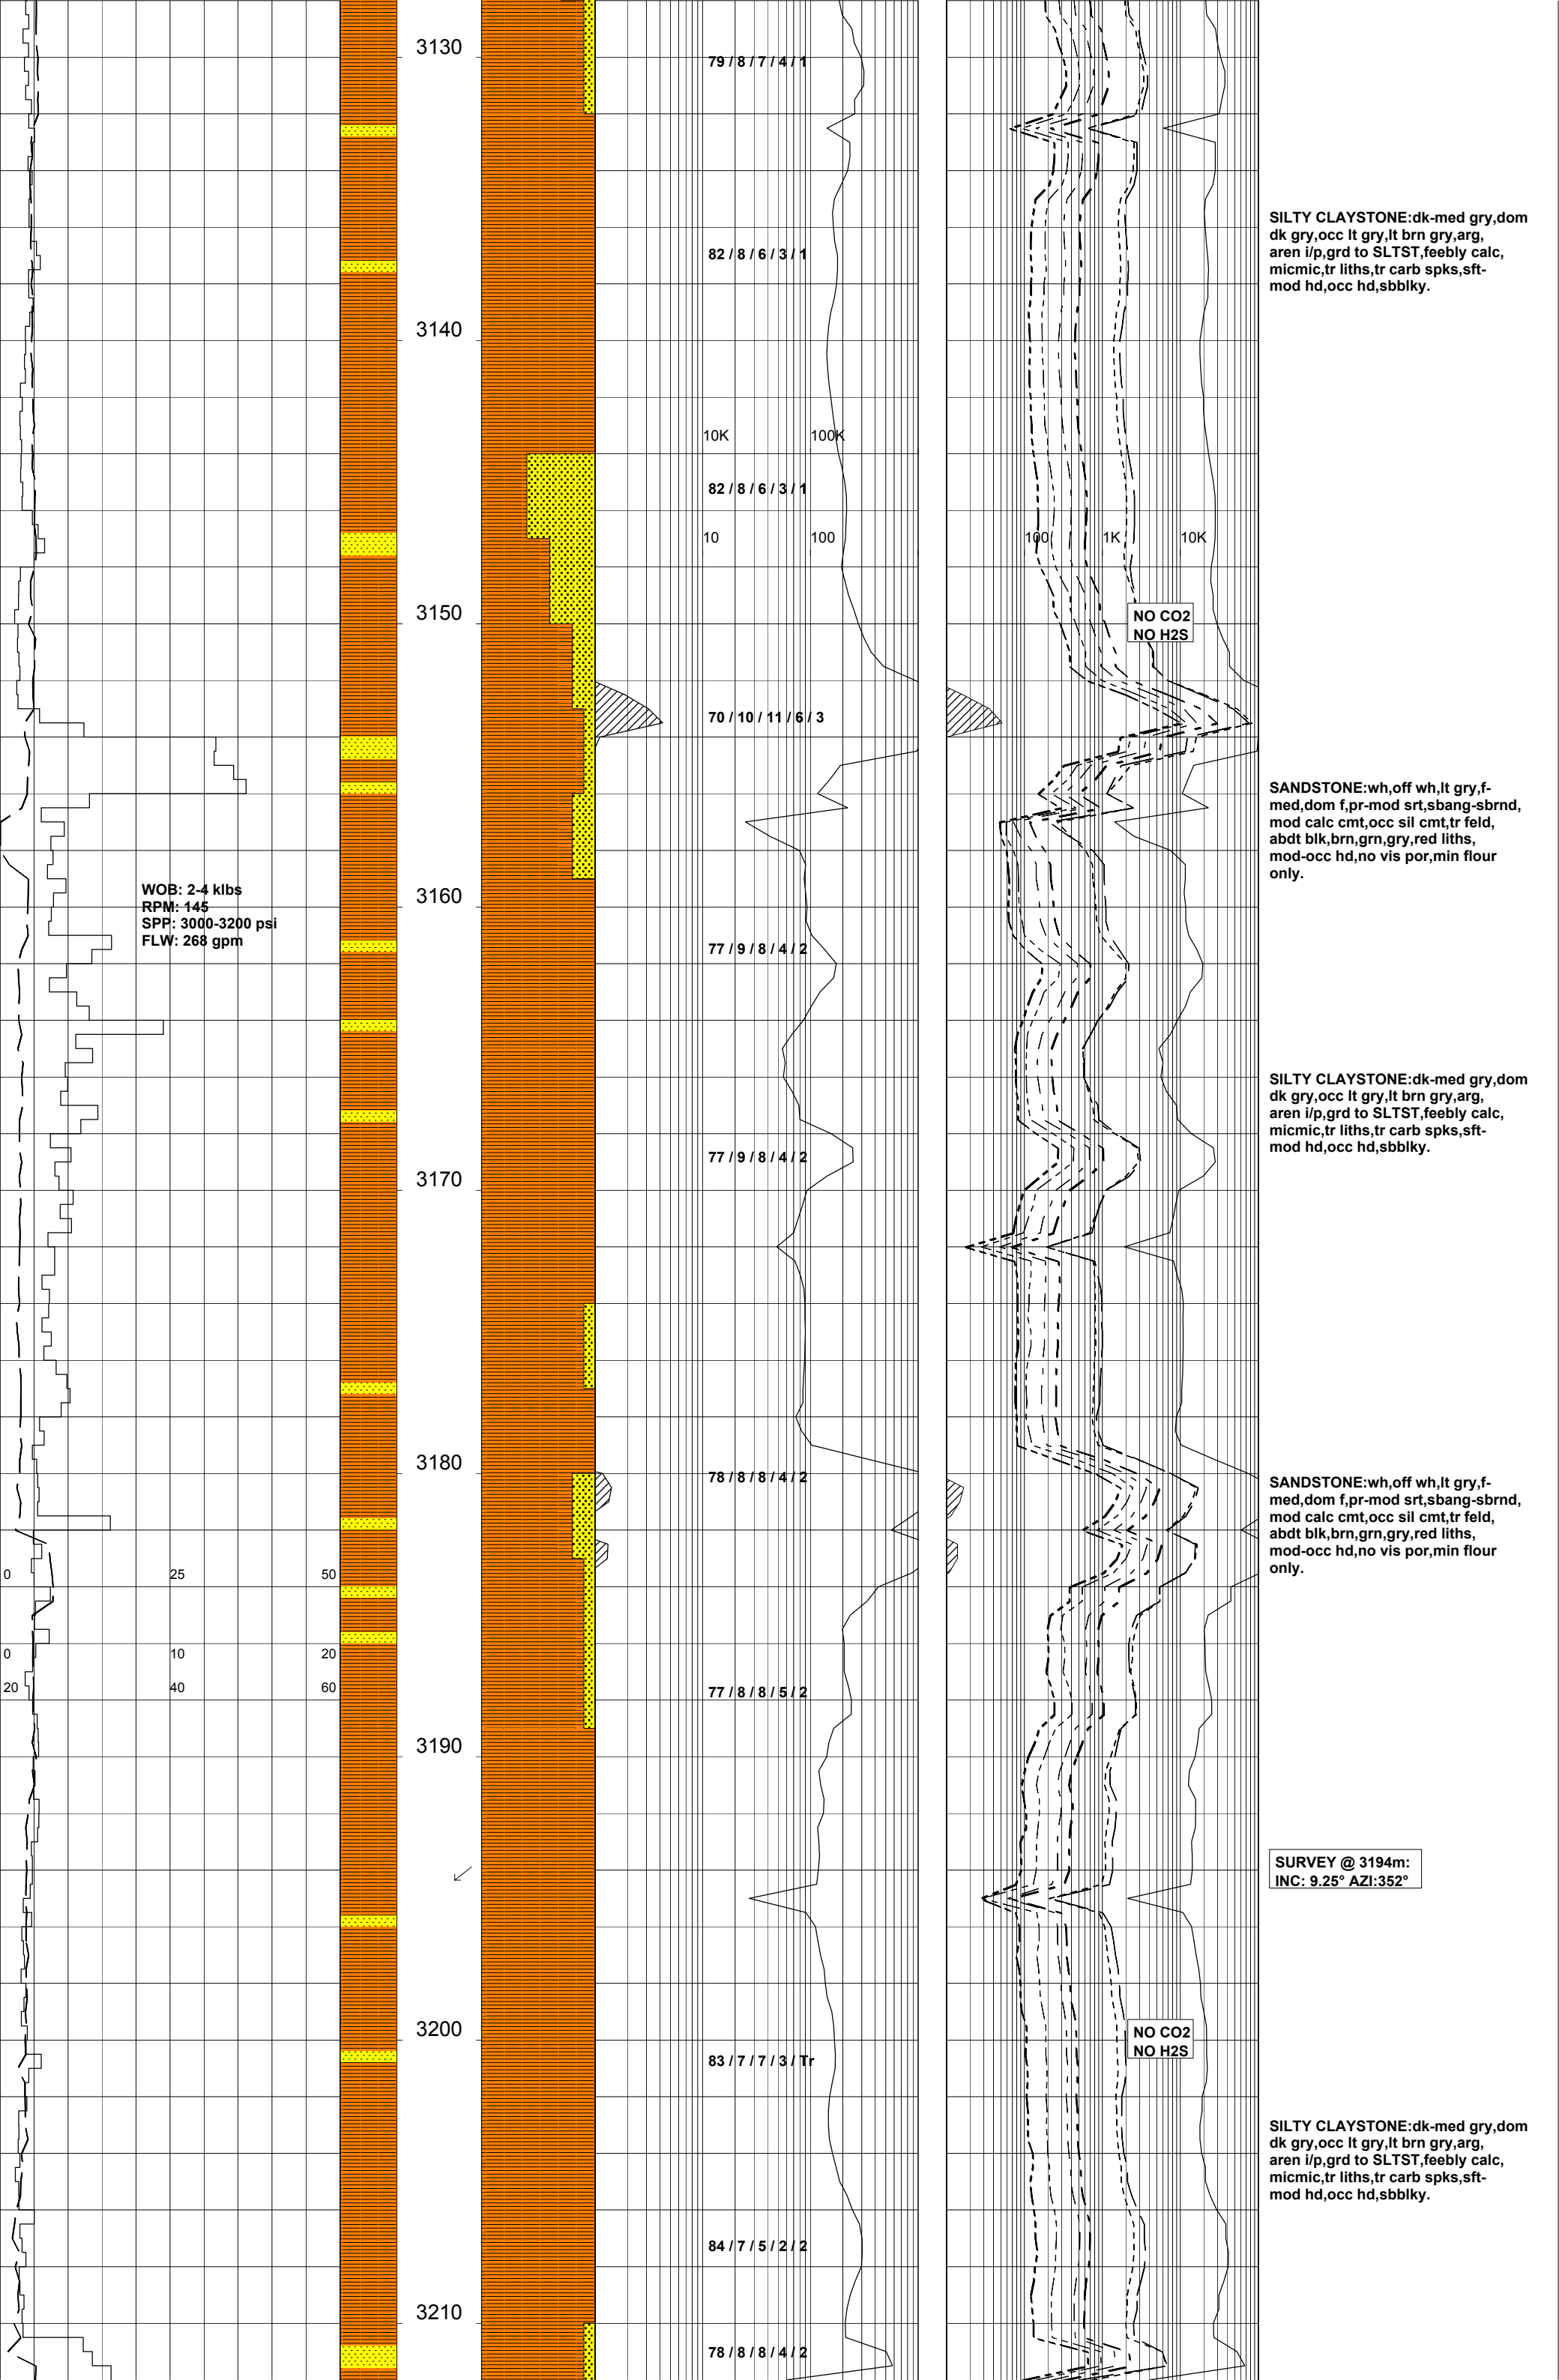 3130
79 / 8 / 7 / 4 / 1
SILTY CLAYSTONE:dk-med gry,dom
dk gry,occ lt gry,lt brn gry,arg,
aren i/p,grd to SLTST,feebly calc,
micmic,tr liths,tr carb spks,sft-
mod hd,occ hd,sbblky.
82 / 8 / 6 / 3 / 1
3140
10K 100K
82 / 8 / 6 / 3 / 1
10 100 100 1K 10K
3150
NO CO2
NO H2S
70 / 10 / 11 / 6 / 3
SANDSTONE:wh,off wh,lt gry,f-
med,dom f,pr-mod srt,sbang-sbrnd,
mod calc cmt,occ sil cmt,tr feld,
abdt blk,brn,grn,gry,red liths,
mod-occ hd,no vis por,min flour
only.
WOB: 2-4 klbs
RPM: 145
SPP: 3000-3200 psi
FLW: 268 gpm
3160
77 / 9 / 8 / 4 / 2
SILTY CLAYSTONE:dk-med gry,dom
dk gry,occ lt gry,lt brn gry,arg,
aren i/p,grd to SLTST,feebly calc,
micmic,tr liths,tr carb spks,sft-
mod hd,occ hd,sbblky.
77 / 9 / 8 / 4 / 2
3170
3180
78 / 8 / 8 / 4 / 2
SANDSTONE:wh,off wh,lt gry,f-
med,dom f,pr-mod srt,sbang-sbrnd,
mod calc cmt,occ sil cmt,tr feld,
abdt blk,brn,grn,gry,red liths,
mod-occ hd,no vis por,min flour
only.
0 25 50
0 10 20
20 40 60
77 / 8 / 8 / 5 / 2
3190
SURVEY @ 3194m:
INC: 9.25° AZI:352°
3200
NO CO2
NO H2S
83 / 7 / 7 / 3 / Tr
SILTY CLAYSTONE:dk-med gry,dom
dk gry,occ lt gry,lt brn gry,arg,
aren i/p,grd to SLTST,feebly calc,
micmic,tr liths,tr carb spks,sft-
mod hd,occ hd,sbblky.
84 / 7 / 5 / 2 / 2
3210
78 / 8 / 8 / 4 / 2